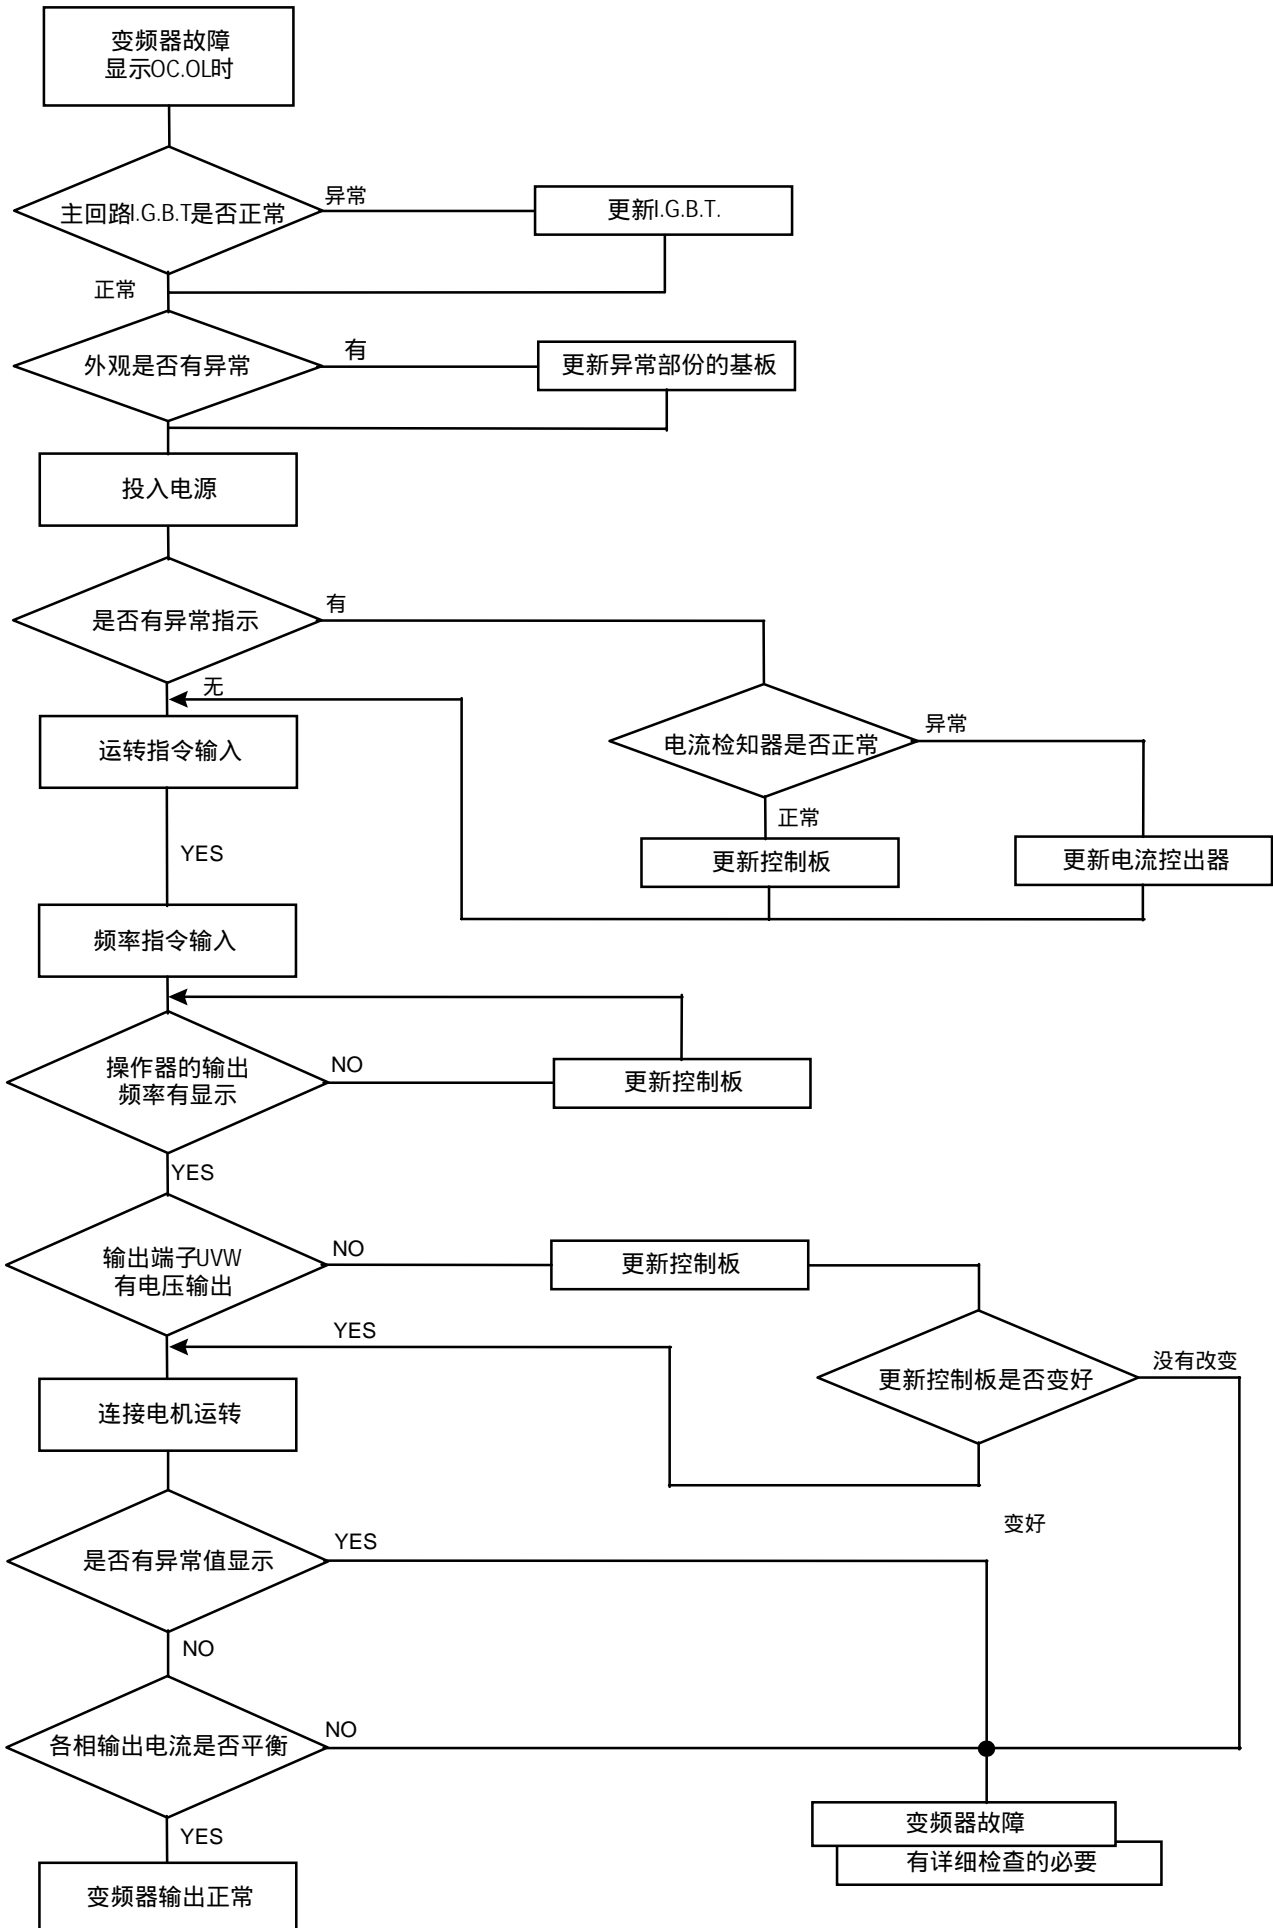 变频器故障
显示OC.OL时
主回路I.G.B.T是否正常
异常
更新I.G.B.T.
正常
外观是否有异常
有
更新异常部份的基板
投入电源
是否有异常指示
有
无
运转指令输入
电流检知器是否正常
异常
正常
YES
更新控制板
更新电流控出器
频率指令输入
操作器的输出
频率有显示
NO
更新控制板
YES
输出端子UVW
有电压输出
NO
更新控制板
YES
更新控制板是否变好
没有改变
连接电机运转
变好
是否有异常值显示
YES
NO
各相输出电流是否平衡
NO
变频器故障
有详细检查的必要
YES
变频器输出正常